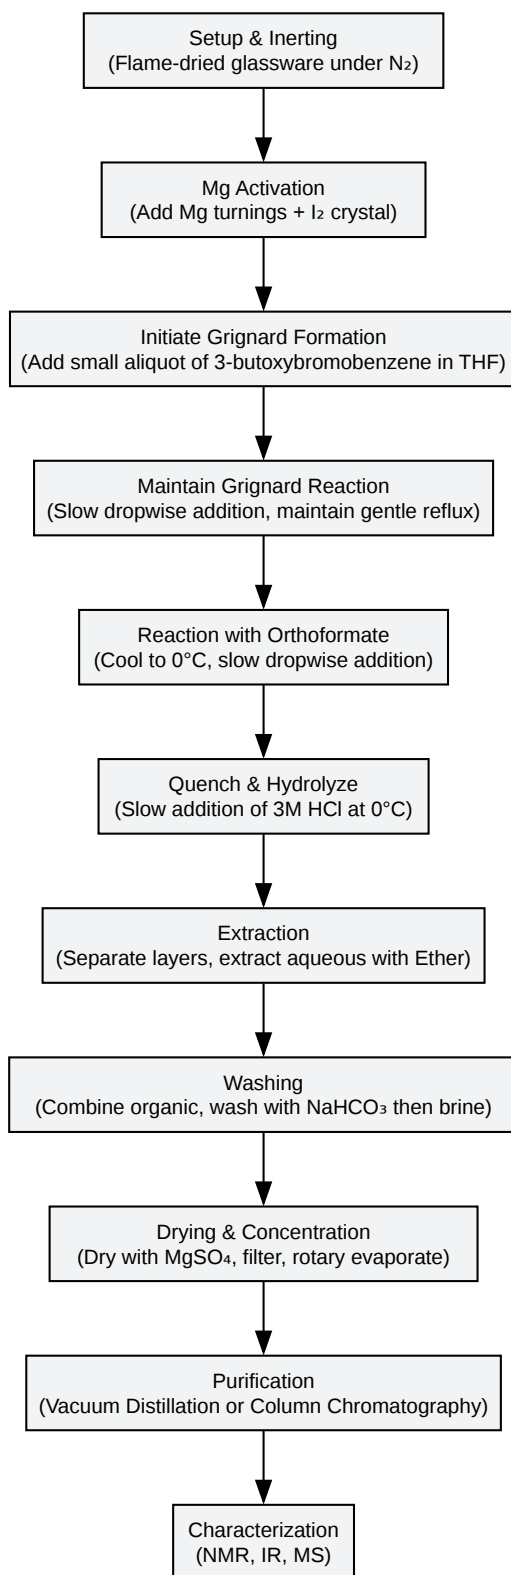 Setup & Inerting
(Flame-dried glassware under N₂)
Mg Activation
(Add Mg turnings + I₂ crystal)
Initiate Grignard Formation
(Add small aliquot of 3-butoxybromobenzene in THF)
Maintain Grignard Reaction
(Slow dropwise addition, maintain gentle reflux)
Reaction with Orthoformate
(Cool to 0°C, slow dropwise addition)
Quench & Hydrolyze
(Slow addition of 3M HCl at 0°C)
Extraction
(Separate layers, extract aqueous with Ether)
Washing
(Combine organic, wash with NaHCO₃ then brine)
Drying & Concentration
(Dry with MgSO₄, filter, rotary evaporate)
Purification
(Vacuum Distillation or Column Chromatography)
Characterization
(NMR, IR, MS)